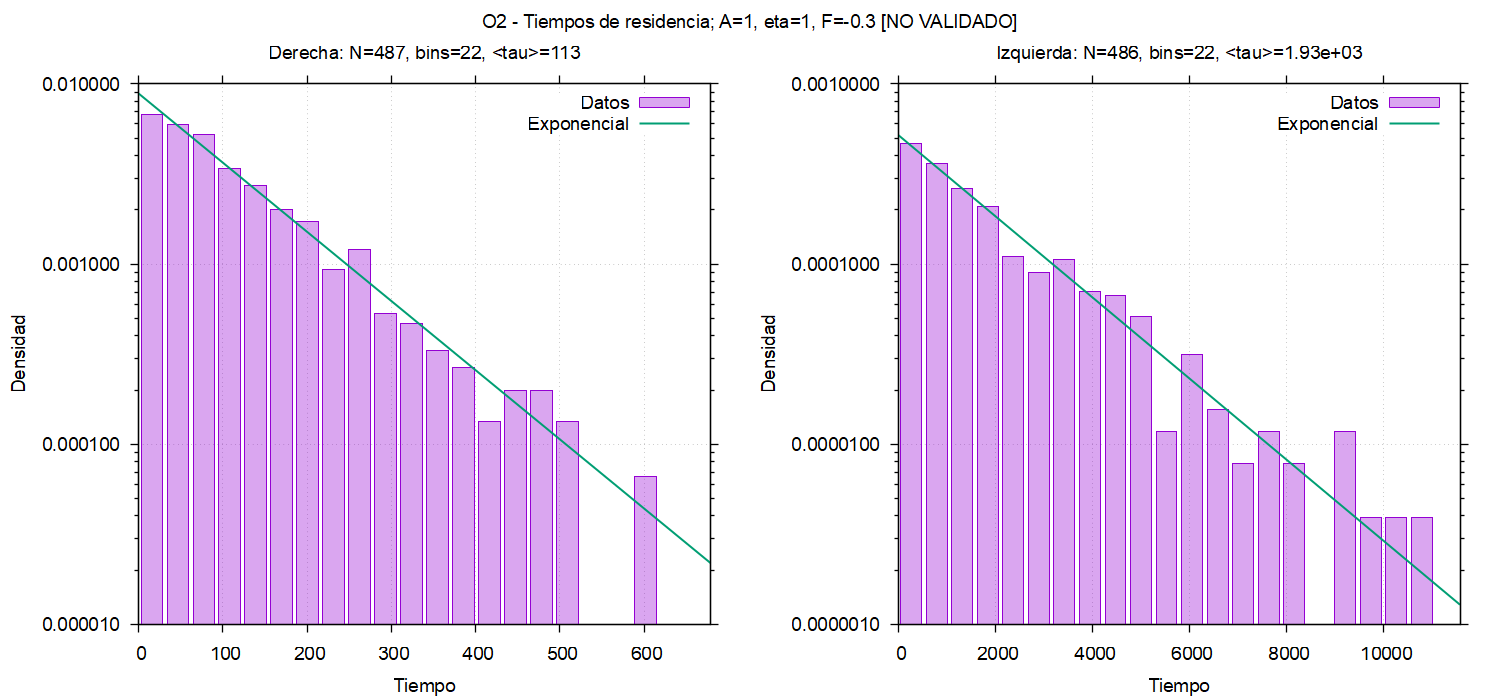 O2 - Tiempos de residencia; A=1, eta=1, F=-0.3 [NO VALIDADO]
Derecha: N=487, bins=22, <tau>=113
0.010000
0.001000
0.000100
0.000010
Densidad
Datos
Exponencial
0 100 200 300 400 500 600
Tiempo
Izquierda: N=486, bins=22, <tau>=1.93e+03
0.0010000
0.0001000
0.0000100
0.0000010
Densidad
Datos
Exponencial
0 2000 4000 6000 8000 10000
Tiempo